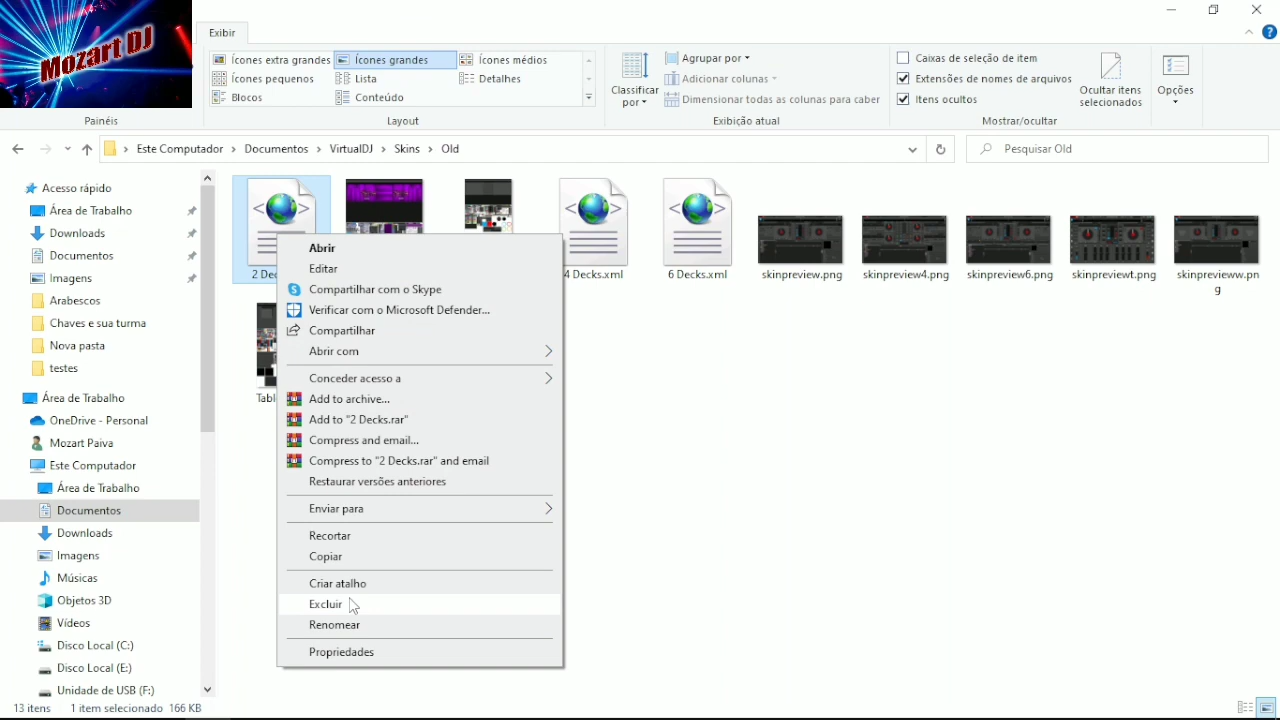 Mozart DJ
Exibir
Ícones extra grandes
Ícones grandes
Ícones médios
Ícones pequenos
Lista
Detalhes
Blocos
Conteúdo
Painéis
Layout
Classificar
por
Agrupar por
Adicionar colunas
Dimensionar todas as colunas para caber
Exibição atual
Caixas de seleção de item
Extensões de nomes de arquivos
Itens ocultos
Ocultar itens
selecionados
Mostrar/ocultar
Opções
Este Computador
Documentos
VirtualDJ
Skins
Old
Pesquisar Old
Acesso rápido
Área de Trabalho
Downloads
Documentos
Imagens
Arabescos
Chaves e sua turma
Nova pasta
testes
Área de Trabalho
OneDrive - Personal
Mozart Paiva
Este Computador
Área de Trabalho
Documentos
Downloads
Imagens
Músicas
Objetos 3D
Vídeos
Disco Local (C:)
Disco Local (E:)
Unidade de USB (F:)
2 Dec
4 Decks.xml
6 Decks.xml
skinpreview.png
skinpreview4.png
skinpreview6.png
skinpreviewt.png
skinprevieww.pn
g
Tabl
Abrir
Editar
Compartilhar com o Skype
Verificar com o Microsoft Defender...
Compartilhar
Abrir com
Conceder acesso a
Add to archive...
Add to "2 Decks.rar"
Compress and email...
Compress to "2 Decks.rar" and email
Restaurar versões anteriores
Enviar para
Recortar
Copiar
Criar atalho
Excluir
Renomear
Propriedades
13 itens
1 item selecionado 166 KB